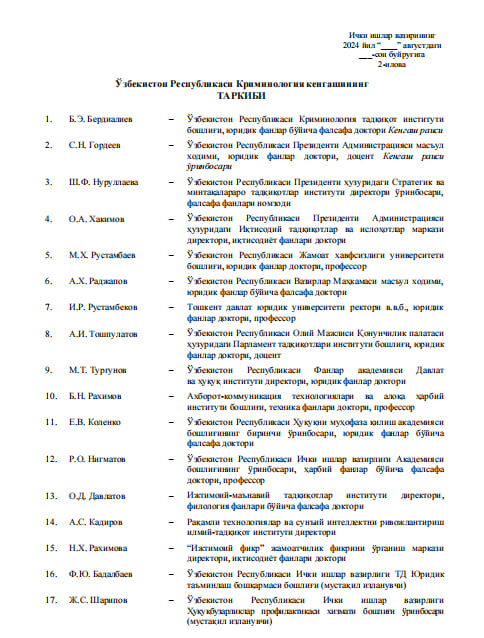 Ички ишлар вазирининг
2024 йил “____” августдаги
___-сон буйруғига
2-илова
Ўзбекистон Республикаси Криминология кенгашининг
ТАРКИБИ
1. Б.Э. Бердиалиев – Ўзбекистон Республикаси Криминология тадқиқот институти
бошлиғи, юридик фанлар бўйича фалсафа доктори Кенгаш раиси
2. С.Н. Гордеев – Ўзбекистон Республикаси Президенти Администрацияси масъул
ходими, юридик фанлар доктори, доцент Кенгаш раиси
ўринбосари
3. Ш.Ф. Нуруллаева – Ўзбекистон Республикаси Президенти ҳузуридаги Стратегик ва
минтақалараро тадқиқотлар институти директори ўринбосари,
фалсафа фанлари номзоди
4. О.А. Хакимов – Ўзбекистон Республикаси Президенти Администрацияси
ҳузуридаги Иқтисодий тадқиқотлар ва ислоҳотлар маркази
директори, иқтисодиёт фанлари доктори
5. М.Х. Рустамбаев – Ўзбекистон Республикаси Жамоат хавфсизлиги университети
бошлиғи, юридик фанлар доктори, профессор
6. А.Х. Раджапов – Ўзбекистон Республикаси Вазирлар Маҳкамаси масъул ходими,
юридик фанлар бўйича фалсафа доктори
7. И.Р. Рустамбеков – Тошкент давлат юридик университети ректори в.в.б., юридик
фанлар доктори, профессор
8. А.И. Тошпулатов – Ўзбекистон Республикаси Олий Мажлиси Қонунчилик палатаси
ҳузуридаги Парламент тадқиқотлари институти бошлиғи, юридик
фанлар доктори, доцент
9. М.Т. Турғунов – Ўзбекистон Республикаси Фанлар академияси Давлат
ва ҳуқуқ институти директори, юридик фанлар доктори
10. Б.Н. Рахимов – Ахборот-коммуникация технологиялари ва алоқа ҳарбий
институти бошлиғи, техника фанлари доктори, профессор
11. Е.В. Коленко – Ўзбекистон Республикаси Ҳуқуқни муҳофаза қилиш академияси
бошлиғининг биринчи ўринбосари, юридик фанлар бўйича
фалсафа доктори
12. Р.О. Нигматов – Ўзбекистон Республикаси Ички ишлар вазирлиги Академияси
бошлиғининг ўринбосари, ҳарбий фанлар бўйича фалсафа
доктори, профессор
13. О.Д. Давлатов – Ижтимоий-маънавий тадқиқотлар институти директори,
филология фанлари бўйича фалсафа доктори
14. А.С. Кадиров – Рақамли технологиялар ва сунъий интеллектни ривожлантириш
илмий-тадқиқот институти директори
15. Н.Х. Рахимова – “Ижтимоий фикр” жамоатчилик фикрини ўрганиш маркази
директори, иқтисодиёт фанлари доктори
16. Ф.Ю. Бадалбаев – Ўзбекистон Республикаси Ички ишлар вазирлиги ТД Юридик
таъминлаш бошқармаси бошлиғи (мустақил изланувчи)
17. Ж.С. Шарипов – Ўзбекистон Республикаси Ички ишлар вазирлиги
Ҳуқуқбузарликлар профилактикаси хизмати бошлиғи ўринбосари
(мустақил изланувчи)